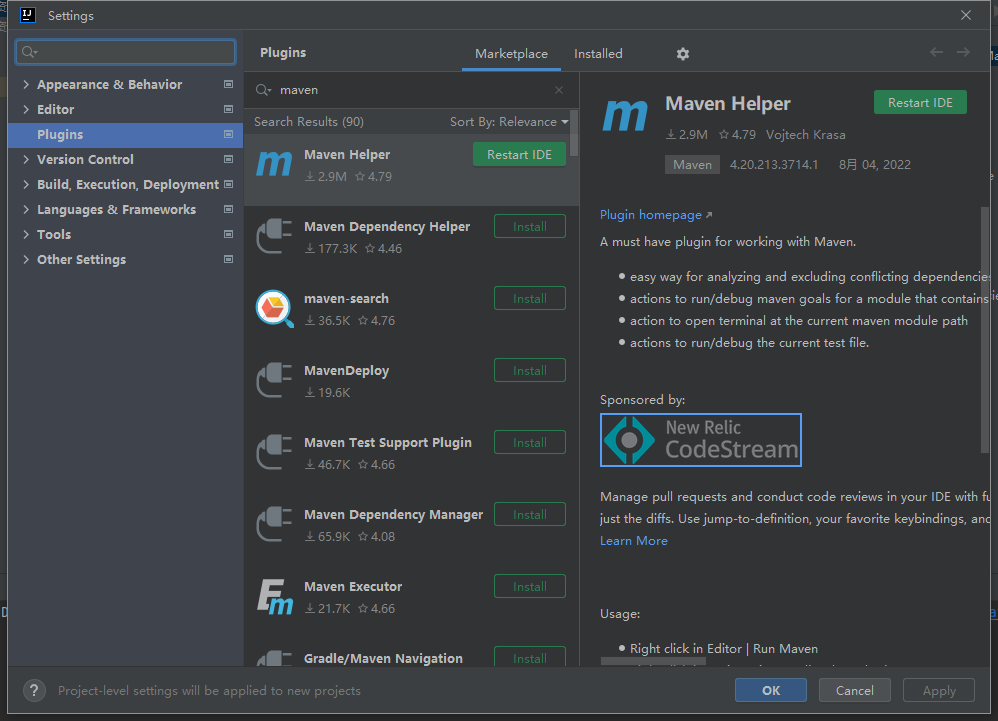 Settings
Plugins
Marketplace
Installed
Appearance & Behavior
Editor
Plugins
Version Control
Build, Execution, Deployment
Languages & Frameworks
Tools
Other Settings
maven
Search Results (90)
Sort By: Relevance
Maven Helper
Restart IDE
2.9M 4.79
Maven Dependency Helper
Install
177.3K 4.46
maven-search
Install
36.5K 4.76
MavenDeploy
Install
19.6K
Maven Test Support Plugin
Install
46.7K 4.66
Maven Dependency Manager
Install
65.9K 4.08
Maven Executor
Install
21.7K 4.66
Gradle/Maven Navigation
Install
Maven Helper
Restart IDE
2.9M 4.79 Vojtech Krasa
Maven 4.20.213.3714.1 8月 04, 2022
Plugin homepage
A must have plugin for working with Maven.
easy way for analyzing and excluding conflicting dependencies
actions to run/debug maven goals for a module that contains
action to open terminal at the current maven module path
actions to run/debug the current test file.
Sponsored by:
New Relic
CodeStream
Manage pull requests and conduct code reviews in your IDE with
just the diffs. Use jump-to-definition, your favorite keybindings, and
Learn More
Usage:
Right click in Editor | Run Maven
? Project-level settings will be applied to new projects
OK
Cancel
Apply